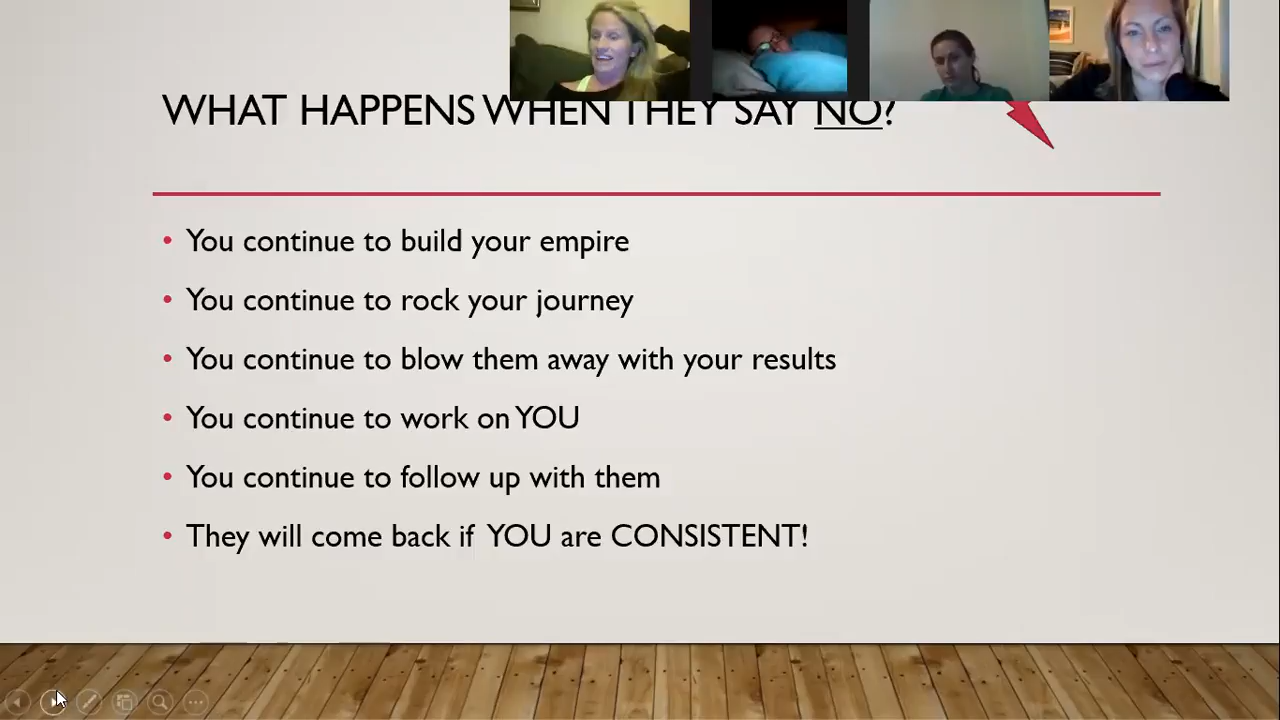 WHAT HAPPENS WHEN THEY SAY NO?
You continue to build your empire
You continue to rock your journey
You continue to blow them away with your results
You continue to work on YOU
You continue to follow up with them
They will come back if YOU are CONSISTENT!